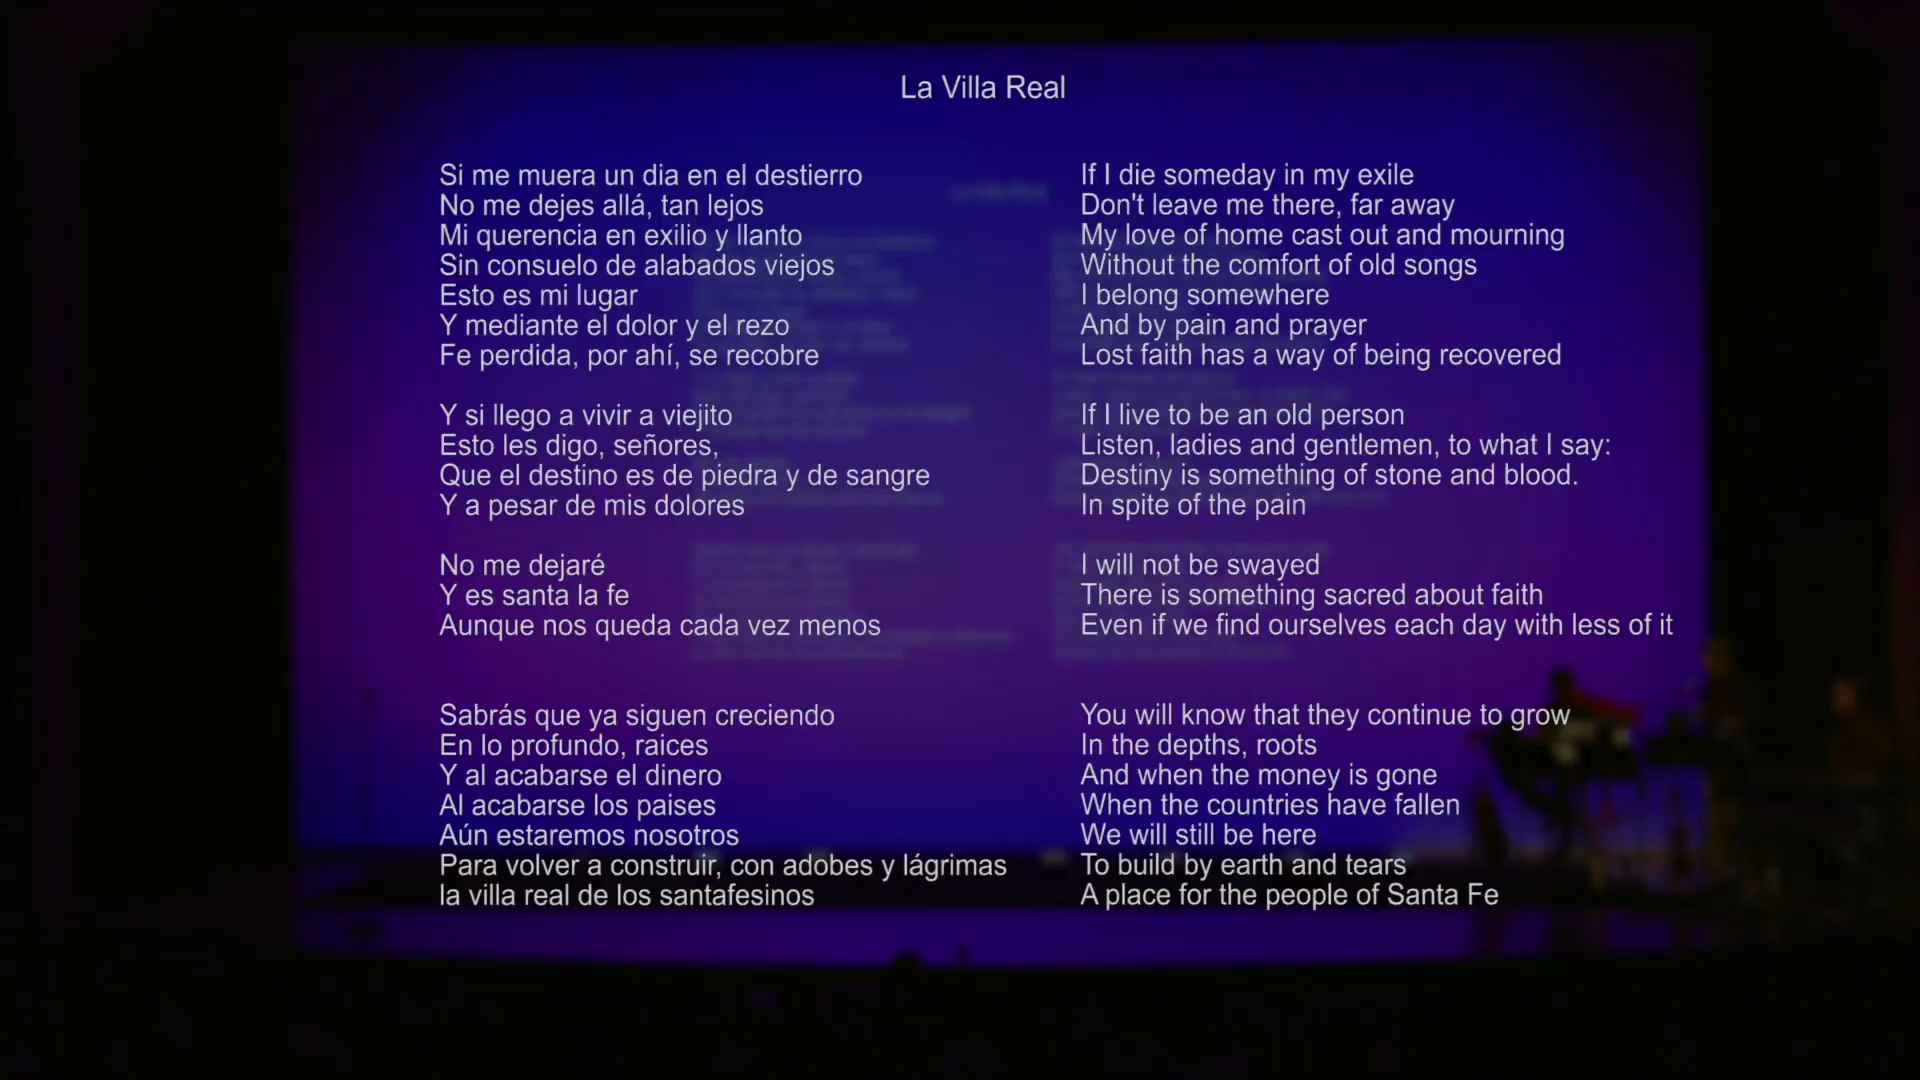 La Villa Real
Si me muera un dia en el destierro
No me dejes allá, tan lejos
Mi querencia en exilio y llanto
Sin consuelo de alabados viejos
Esto es mi lugar
Y mediante el dolor y el rezo
Fe perdida, por ahí, se recobre
Y si llego a vivir a viejito
Esto les digo, señores,
Que el destino es de piedra y de sangre
Y a pesar de mis dolores
No me dejaré
Y es santa la fe
Aunque nos queda cada vez menos
Sabrás que ya siguen creciendo
En lo profundo, raices
Y al acabarse el dinero
Al acabarse los paises
Aún estaremos nosotros
Para volver a construir, con adobes y lágrimas
la villa real de los santafesinos
If I die someday in my exile
Don't leave me there, far away
My love of home cast out and mourning
Without the comfort of old songs
I belong somewhere
And by pain and prayer
Lost faith has a way of being recovered
If I live to be an old person
Listen, ladies and gentlemen, to what I say:
Destiny is something of stone and blood.
In spite of the pain
I will not be swayed
There is something sacred about faith
Even if we find ourselves each day with less of it
You will know that they continue to grow
In the depths, roots
And when the money is gone
When the countries have fallen
We will still be here
To build by earth and tears
A place for the people of Santa Fe